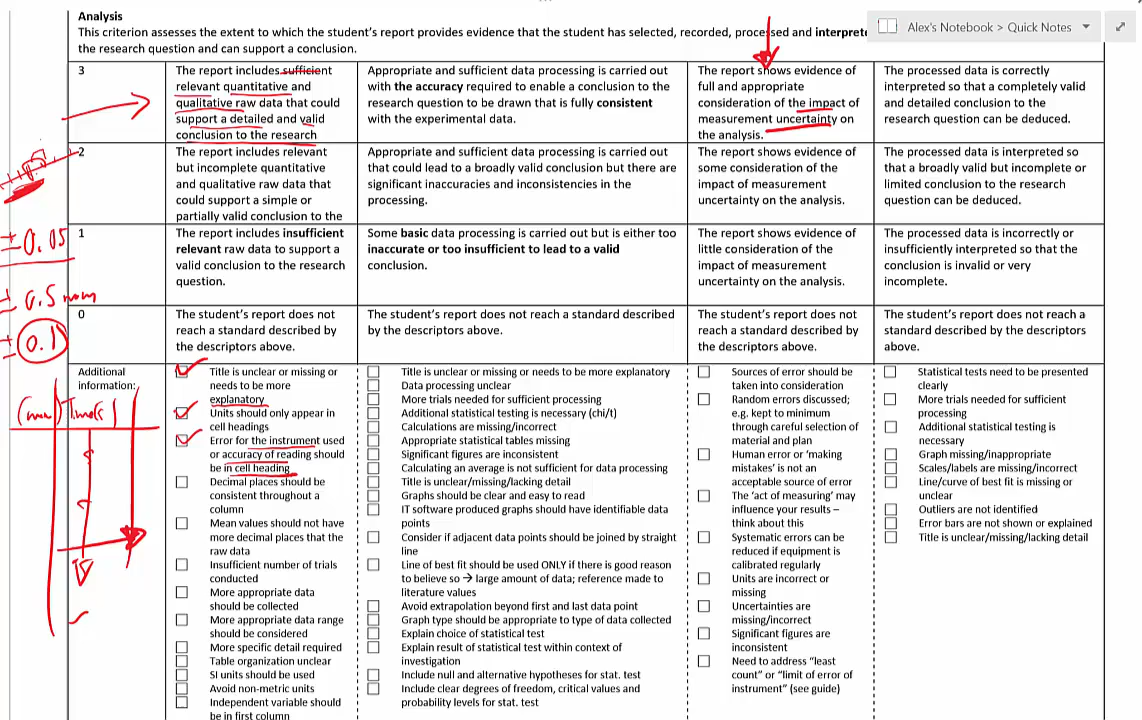 Analysis
This criterion assesses the extent to which the student's report provides evidence that the student has selected, recorded, processed and interpret
the research question and can support a conclusion.
Alex's Notebook > Quick Notes
3
The report includes sufficient
relevant quantitative and
qualitative raw data that could
support a detailed and valid
conclusion to the research
Appropriate and sufficient data processing is carried out
with the accuracy required to enable a conclusion to the
research question to be drawn that is fully consistent
with the experimental data.
The report shows evidence of
full and appropriate
consideration of the impact of
measurement uncertainty on
the analysis.
The processed data is correctly
interpreted so that a completely valid
and detailed conclusion to the
research question can be deduced.
2
The report includes relevant
but incomplete quantitative
and qualitative raw data that
could support a simple or
partially valid conclusion to the
Appropriate and sufficient data processing is carried out
that could lead to a broadly valid conclusion but there are
significant inaccuracies and inconsistencies in the
processing.
The report shows evidence of
some consideration of the
impact of measurement
uncertainty on the analysis.
The processed data is interpreted so
that a broadly valid but incomplete or
limited conclusion to the research
question can be deduced.
± 0.05
1
The report includes insufficient
relevant raw data to support a
valid conclusion to the research
question.
Some basic data processing is carried out but is either too
inaccurate or too insufficient to lead to a valid
conclusion.
The report shows evidence of
little consideration of the
impact of measurement
uncertainty on the analysis.
The processed data is incorrectly or
insufficiently interpreted so that the
conclusion is invalid or very
incomplete.
± 0.5 mm
± 0.1
0
The student's report does not
reach a standard described by
the descriptors above.
The student's report does not reach a standard described
by the descriptors above.
The student's report does not
reach a standard described by
the descriptors above.
The student's report does not reach a
standard described by the descriptors
above.
Additional
information:
(mm) Time(s)
Title is unclear or missing or
needs to be more
explanatory
Units should only appear in
cell headings
Error for the instrument used
or accuracy of reading should
be in cell heading
Decimal places should be
consistent throughout a
column
Mean values should not have
more decimal places that the
raw data
Insufficient number of trials
conducted
More appropriate data
should be collected
More appropriate data range
should be considered
More specific detail required
Table organization unclear
SI units should be used
Avoid non-metric units
Independent variable should
be in first column
Title is unclear or missing or needs to be more explanatory
Data processing unclear
More trials needed for sufficient processing
Additional statistical testing is necessary (chi/t)
Calculations are missing/incorrect
Appropriate statistical tables missing
Significant figures are inconsistent
Calculating an average is not sufficient for data processing
Title is unclear/missing/lacking detail
Graphs should be clear and easy to read
IT software produced graphs should have identifiable data
points
Consider if adjacent data points should be joined by straight
line
Line of best fit should be used ONLY if there is good reason
to believe so → large amount of data; reference made to
literature values
Avoid extrapolation beyond first and last data point
Graph type should be appropriate to type of data collected
Explain choice of statistical test
Explain result of statistical test within context of
investigation
Include null and alternative hypotheses for stat. test
Include clear degrees of freedom, critical values and
probability levels for stat. test
Sources of error should be
taken into consideration
Random errors discussed;
e.g. kept to minimum
through careful selection of
material and plan
Human error or 'making
mistakes' is not an
acceptable source of error
The 'act of measuring' may
influence your results –
think about this
Systematic errors can be
reduced if equipment is
calibrated regularly
Units are incorrect or
missing
Uncertainties are
missing/incorrect
Significant figures are
inconsistent
Need to address "least
count" or "limit of error of
instrument" (see guide)
Statistical tests need to be presented
clearly
More trials needed for sufficient
processing
Additional statistical testing is
necessary
Graph missing/inappropriate
Scales/labels are missing/incorrect
Line/curve of best fit is missing or
unclear
Outliers are not identified
Error bars are not shown or explained
Title is unclear/missing/lacking detail